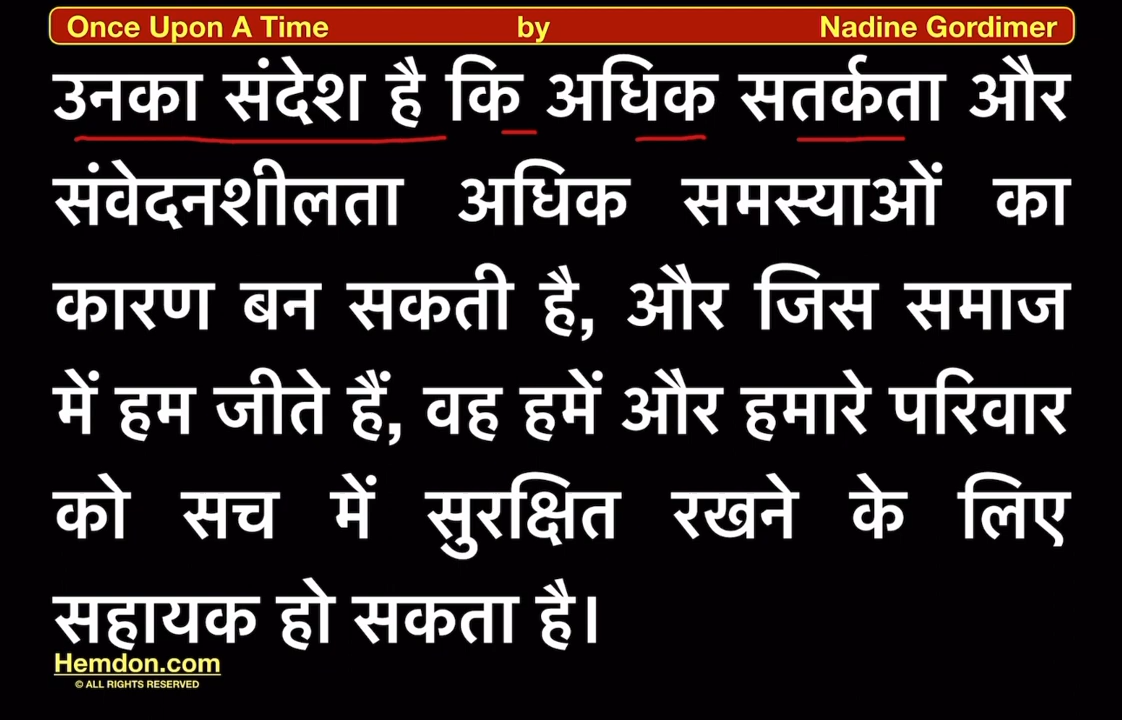 Once Upon A Time by Nadine Gordimer
उनका संदेश है कि अधिक सतर्कता और
संवेदनशीलता अधिक समस्याओं का
कारण बन सकती है, और जिस समाज
में हम जीते हैं, वह हमें और हमारे परिवार
को सच में सुरक्षित रखने के लिए
सहायक हो सकता है।
Hemdon.com
© ALL RIGHTS RESERVED